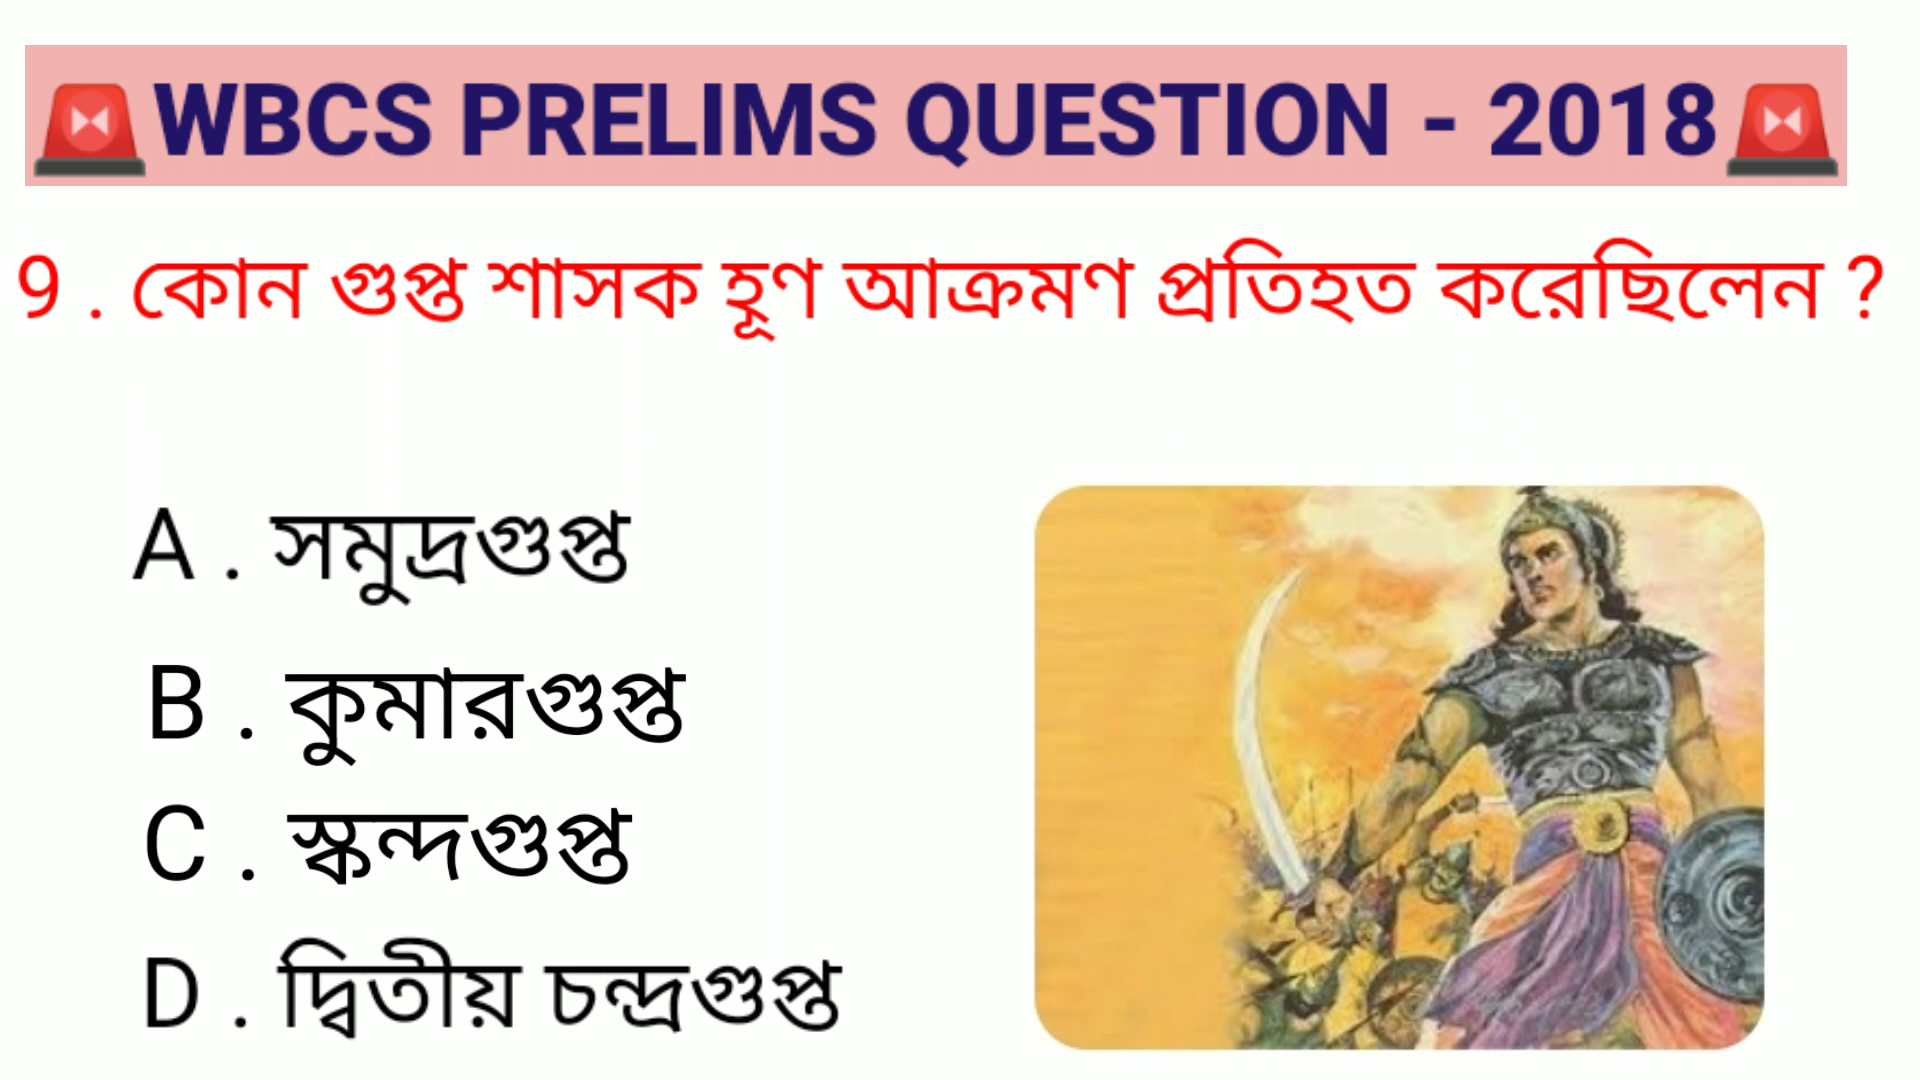 WBCS PRELIMS QUESTION - 2018
9 . কোন গুপ্ত শাসক হূণ আক্রমণ প্রতিহত করেছিলেন ?
A . সমুদ্রগুপ্ত
B . কুমারগুপ্ত
C . স্কন্দগুপ্ত
D . দ্বিতীয় চন্দ্রগুপ্ত